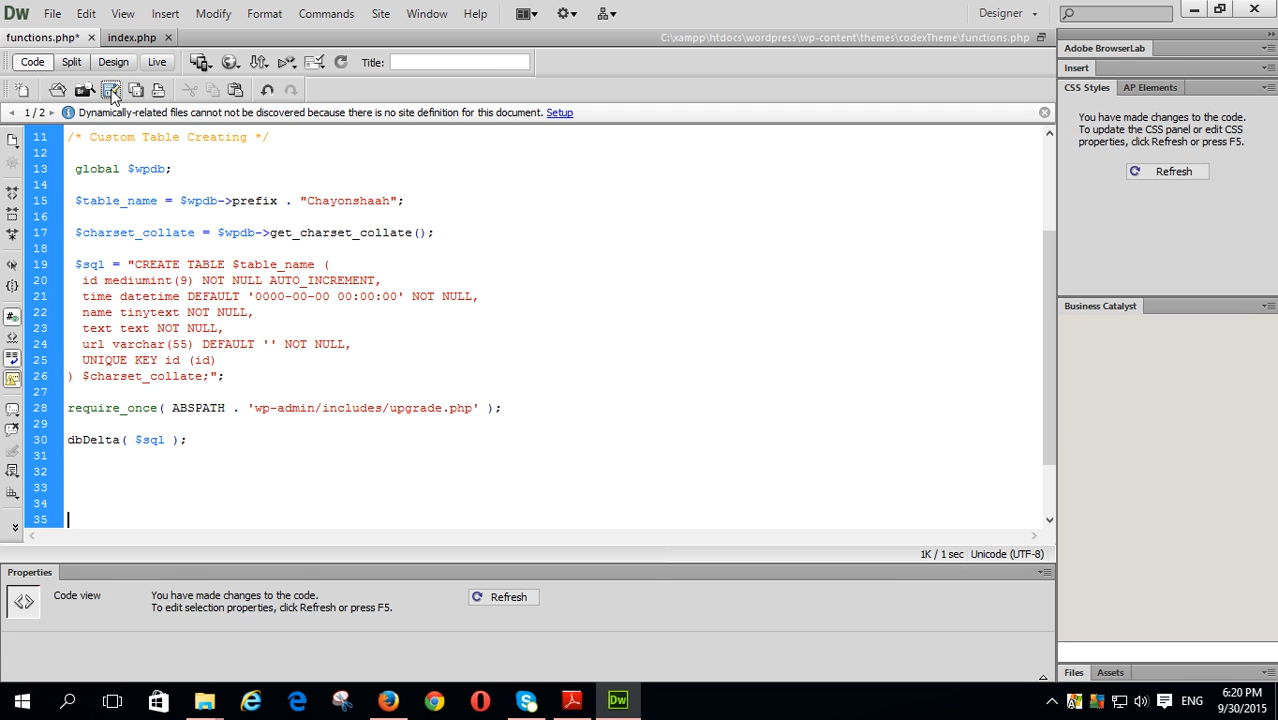 Dw File Edit View Insert Modify Format Commands Site Window Help Designer
functions.php* × index.php × C:\xampp\htdocs\wordpress\wp-content\themes\codexTheme\functions.php
Code Split Design Live Title:
1 / 2 Dynamically-related files cannot not be discovered because there is no site definition for this document. Setup
11 /* Custom Table Creating */
12
13 global $wpdb;
14
15 $table_name = $wpdb->prefix . "Chayonshaah";
16
17 $charset_collate = $wpdb->get_charset_collate();
18
19 $sql = "CREATE TABLE $table_name (
20 id mediumint(9) NOT NULL AUTO_INCREMENT,
21 time datetime DEFAULT '0000-00-00 00:00:00' NOT NULL,
22 name tinytext NOT NULL,
23 text text NOT NULL,
24 url varchar(55) DEFAULT '' NOT NULL,
25 UNIQUE KEY id (id)
26 ) $charset_collate;";
27
28 require_once( ABSPATH . 'wp-admin/includes/upgrade.php' );
29
30 dbDelta( $sql );
31
32
33
34
35
1K / 1 sec Unicode (UTF-8)
Properties
Code view You have made changes to the code.
To edit selection properties, click Refresh or press F5.
Refresh
Adobe BrowserLab
Insert
CSS Styles AP Elements
You have made changes to the code.
To update the CSS panel or edit CSS
properties, click Refresh or press F5.
Refresh
Business Catalyst
Files Assets
Dw
ENG
6:20 PM
9/30/2015